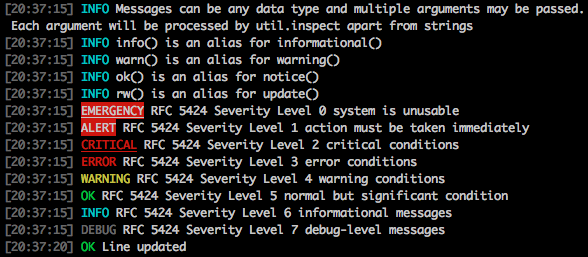 [20:37:15] INFO Messages can be any data type and multiple arguments may be passed.
Each argument will be processed by util.inspect apart from strings
[20:37:15] INFO info() is an alias for informational()
[20:37:15] INFO warn() is an alias for warning()
[20:37:15] INFO ok() is an alias for notice()
[20:37:15] INFO rw() is an alias for update()
[20:37:15] EMERGENCY RFC 5424 Severity Level 0 system is unusable
[20:37:15] ALERT RFC 5424 Severity Level 1 action must be taken immediately
[20:37:15] CRITICAL RFC 5424 Severity Level 2 critical conditions
[20:37:15] ERROR RFC 5424 Severity Level 3 error conditions
[20:37:15] WARNING RFC 5424 Severity Level 4 warning conditions
[20:37:15] OK RFC 5424 Severity Level 5 normal but significant condition
[20:37:15] INFO RFC 5424 Severity Level 6 informational messages
[20:37:15] DEBUG RFC 5424 Severity Level 7 debug-level messages
[20:37:20] OK Line updated